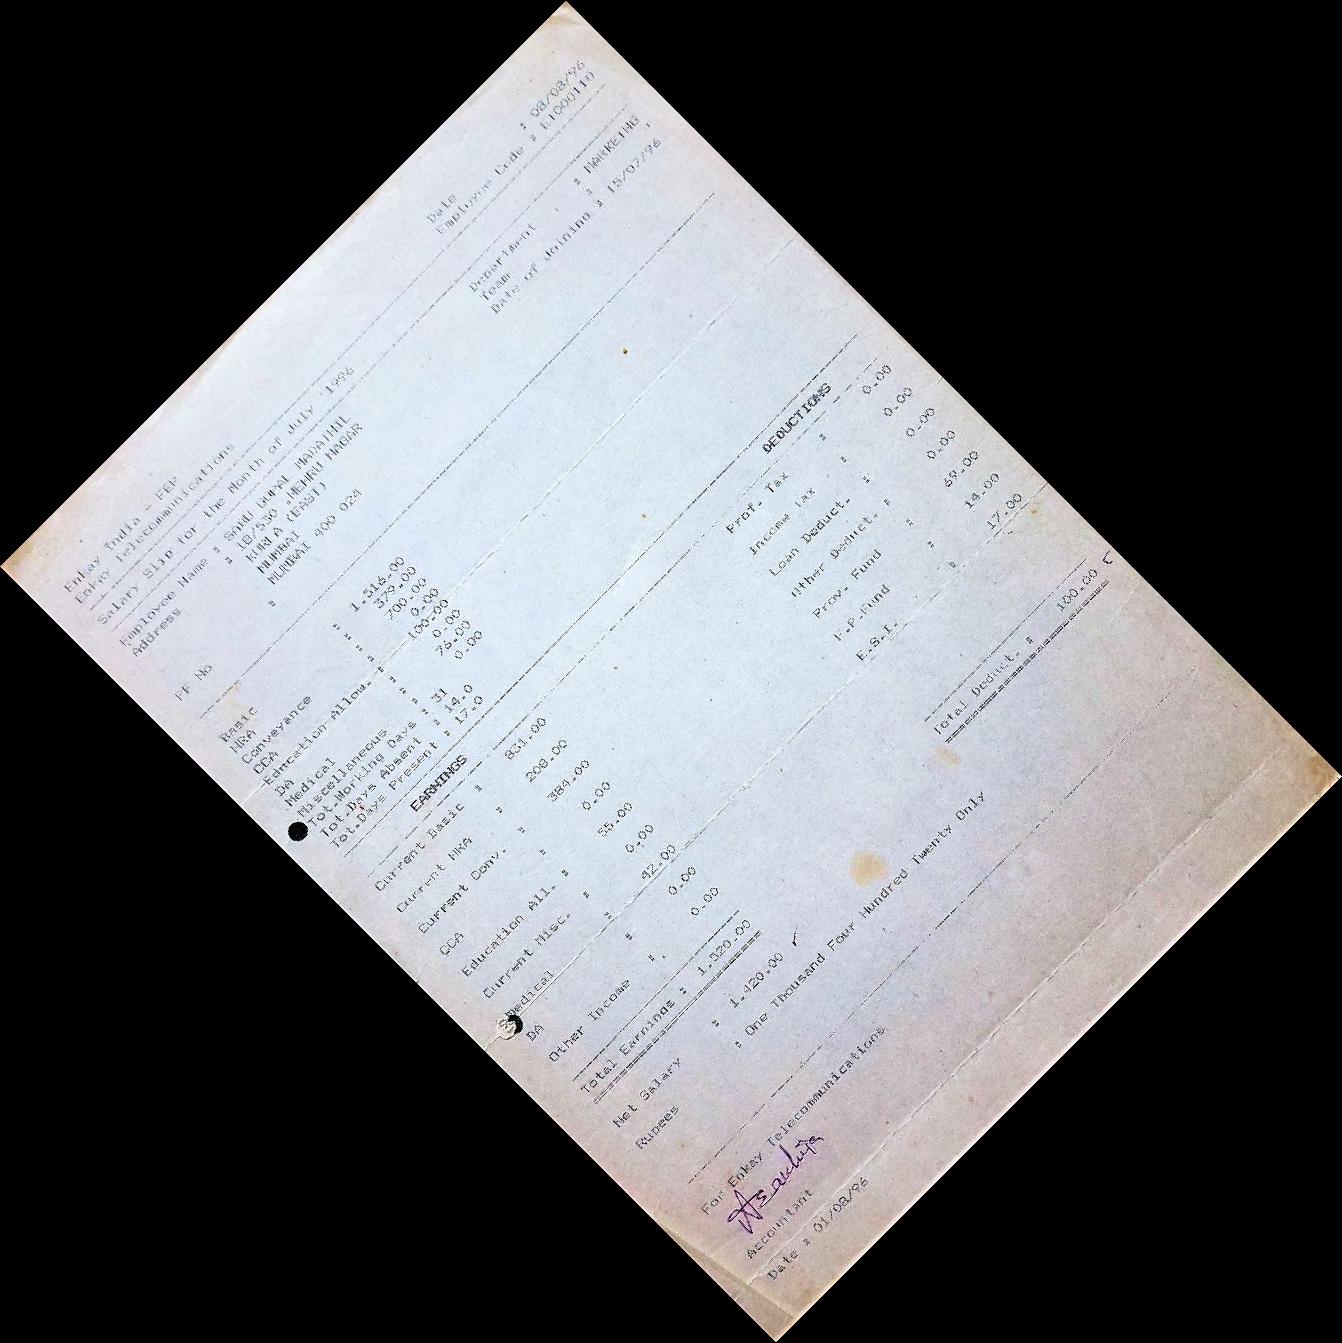 Enkay India - FEP Date : 08/08/96
Enkay Telecommunications Employee Code : E1000110
Salary Slip for the Month of July 1996
Employee Name : SANU GOPAL Department : MARKETING
Address : 18/530 ,NEHRU NAGAR Team :
KURLA (EAST) Date of Joining : 15/07/96
MUMBAI
MUMBAI 400 024
PF No :
Basic : 1,516.00
HRA : 379.00
Conveyance : 700.00
CCA : 0.00
Education Allow. : 100.00
DA : 0.00
Medical : 76.00
Miscellaneous : 0.00
Tot.Working Days : 31
Tot.Days Absent : 14.0
Tot.Days Present : 17.0
EARNINGS DEDUCTIONS
Current Basic : 831.00 Prof. Tax : 0.00
Current HRA : 208.00 Income Tax : 0.00
Current Conv. : 384.00 Loan Deduct. : 0.00
CCA : 0.00 Other Deduct. : 0.00
Education All. : 55.00 Prov. Fund : 69.00
Current Misc. : 0.00 F.P.Fund : 14.00
Medical : 42.00 E.S.I. : 17.00
DA : 0.00
Other Income : 0.00
Total Earnings : 1,520.00 Total Deduct. : 100.00
Net Salary : 1,420.00
Rupees : One Thousand Four Hundred Twenty Only
For Enkay Telecommunications
Accountant
Date : 01/08/96